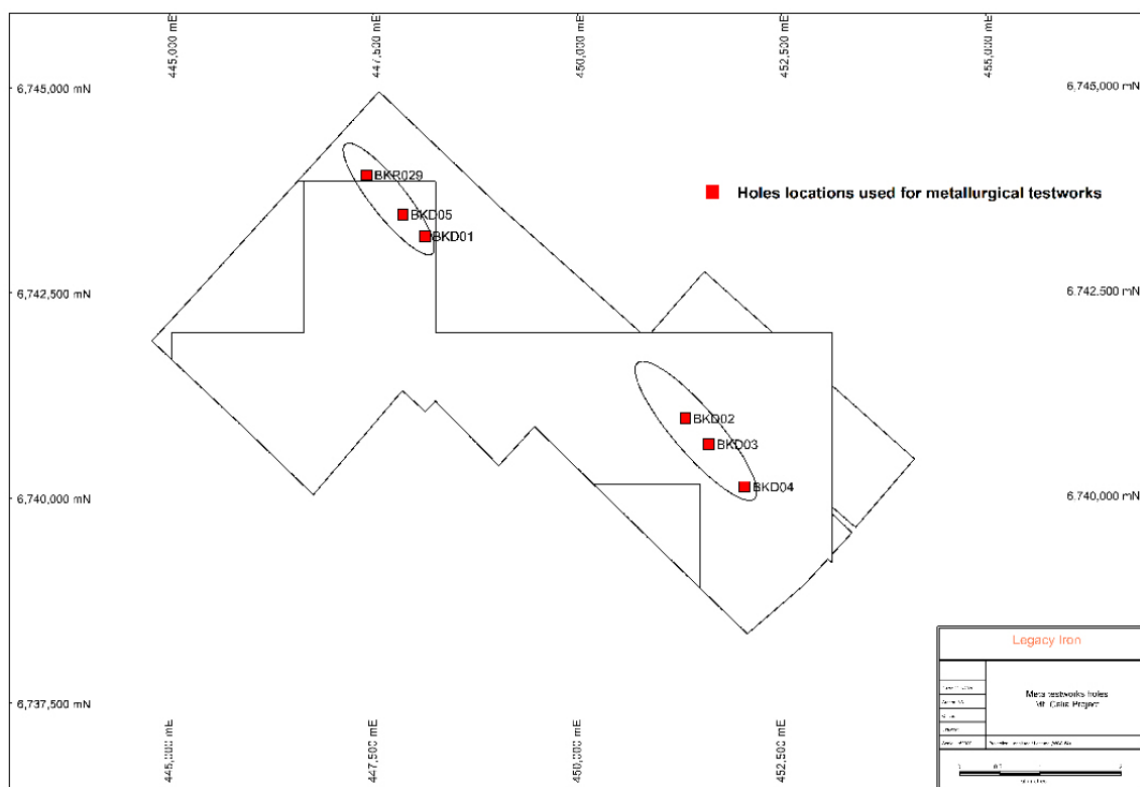 445,000 mE
447,500 mE
450,000 mE
452,500 mE
455,000 mE
6,745,000 mN
6,745,000 mN
BKR029
Holes locations used for metallurgical testworks
BKD05
BKD01
6,742,500 mN
6,742,500 mN
BKD02
BKD03
BKD04
6,740,000 mN
6,740,000 mN
Legacy Iron
Meta testworks holes
Project
6,737,500 mN
445,000 mE
447,500 mE
450,000 mE
452,500 mE